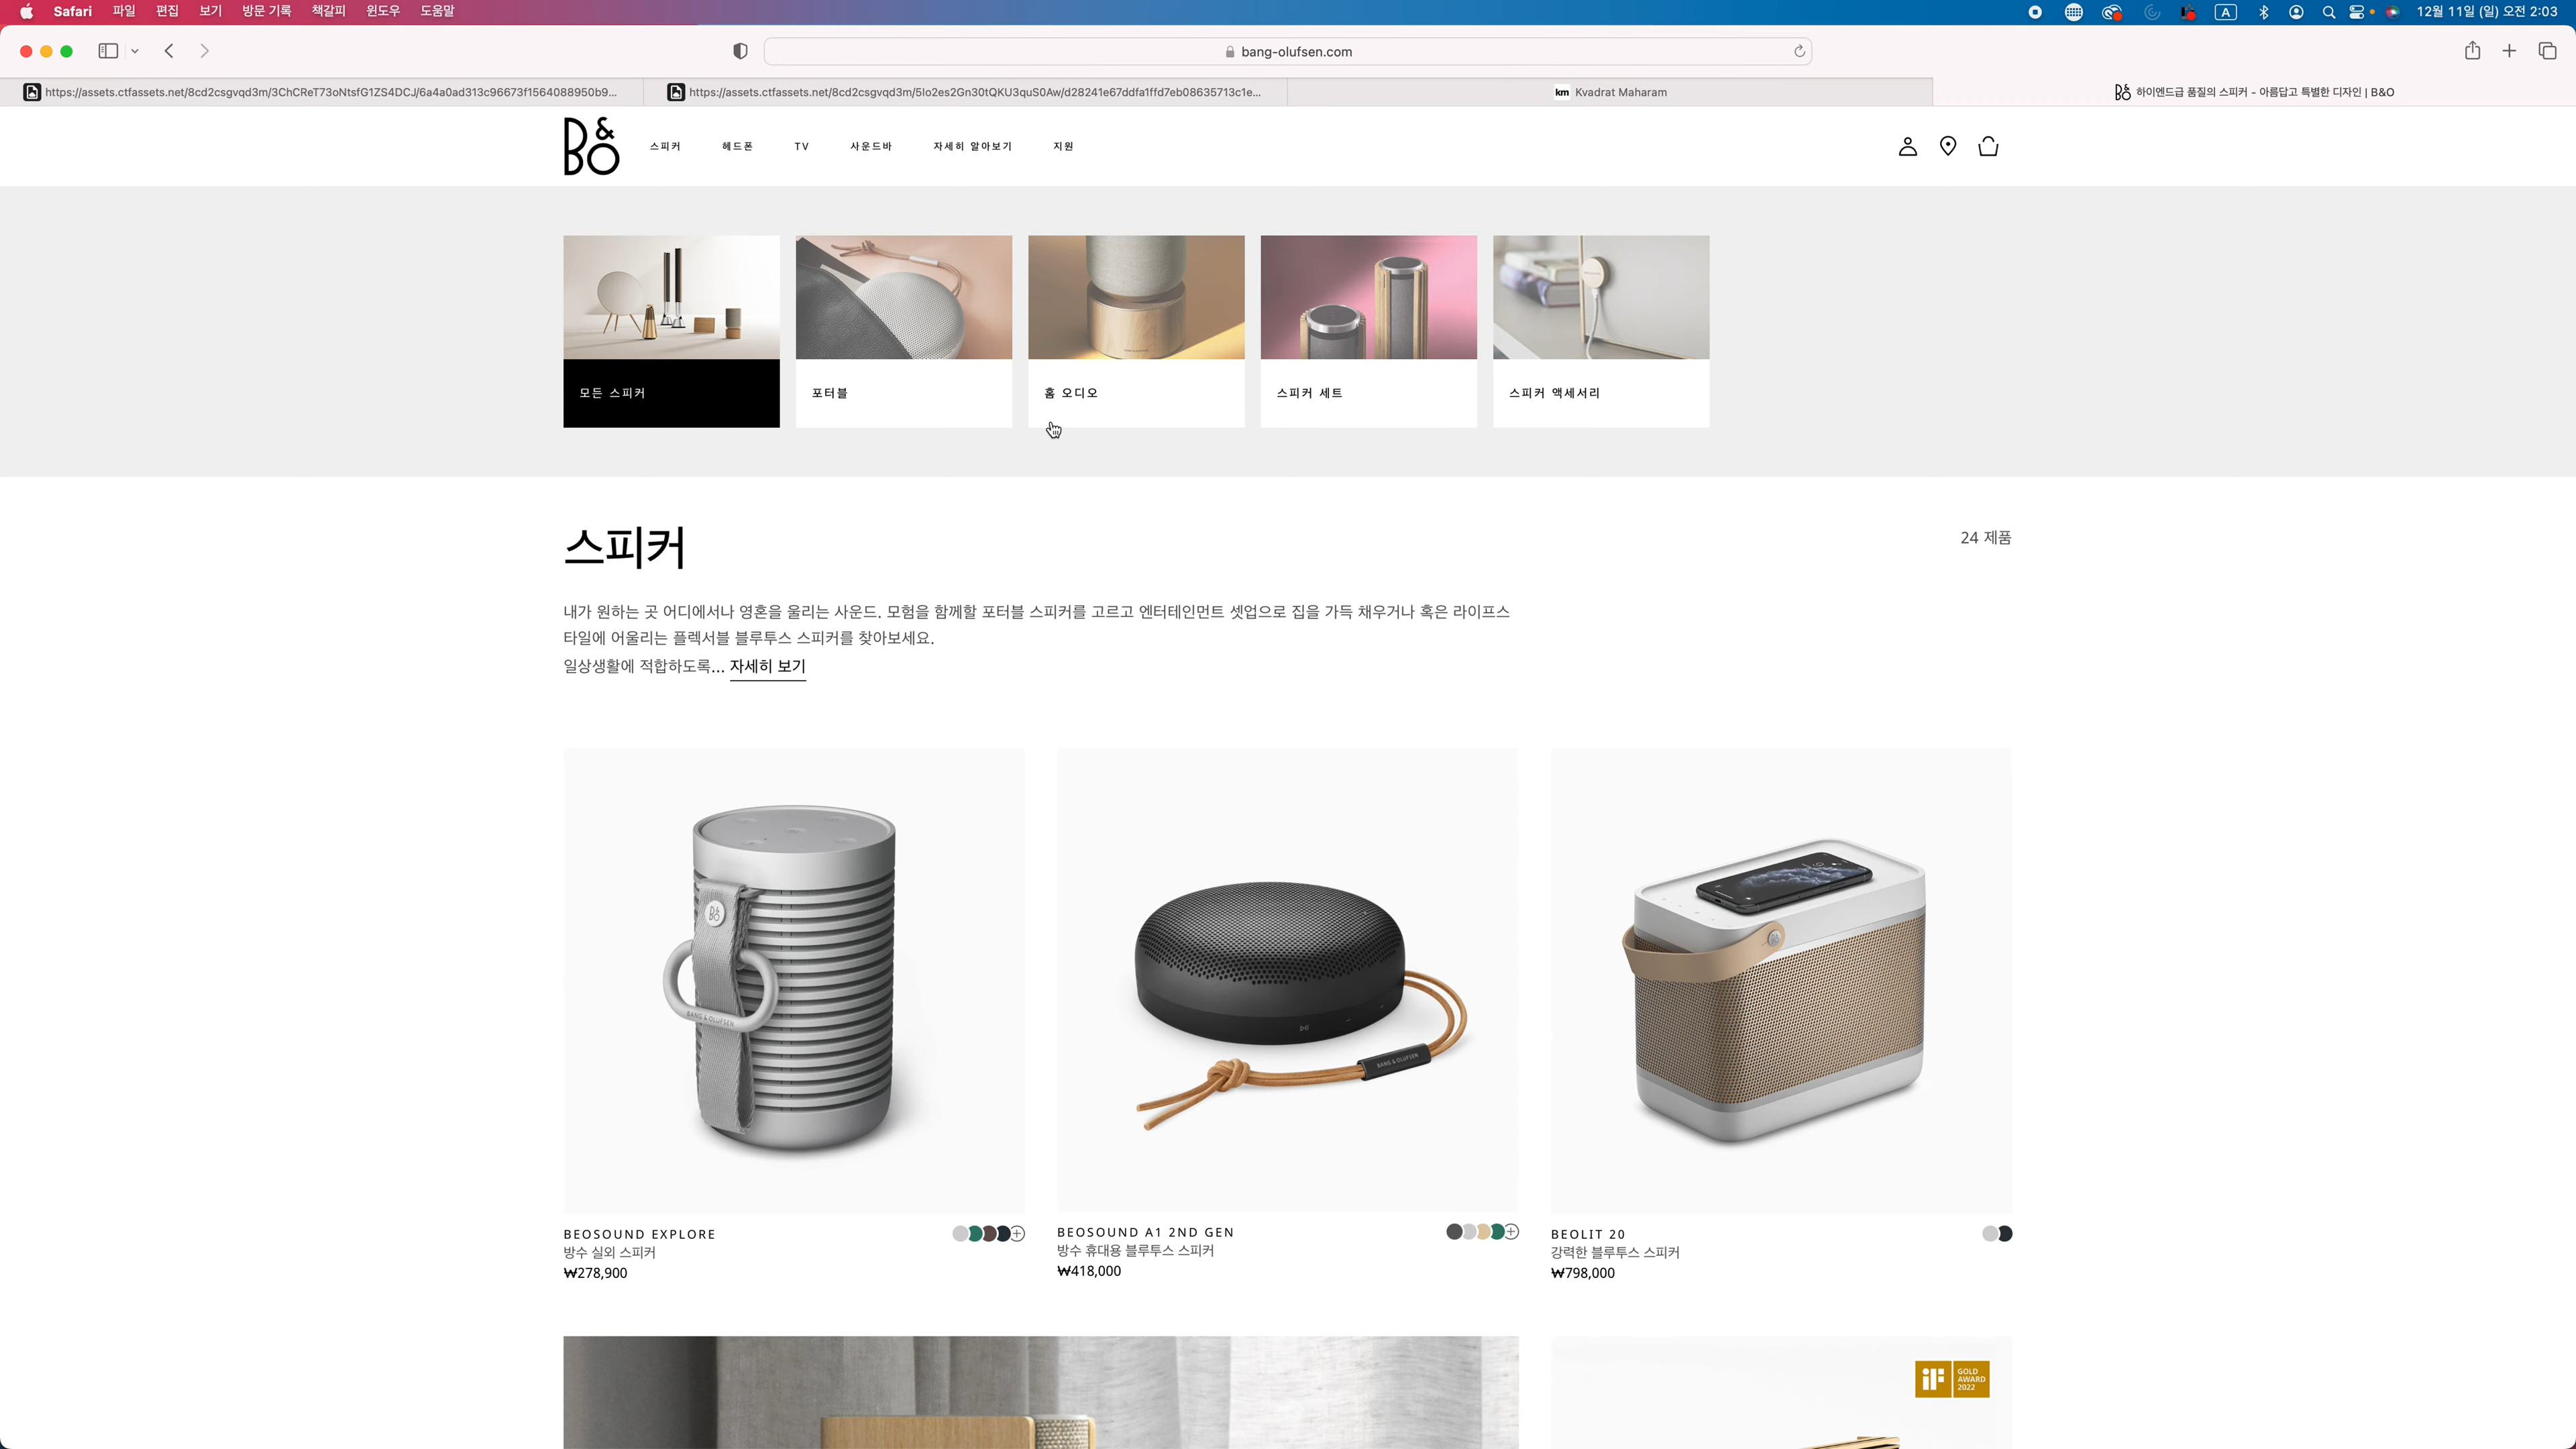 Safari 파일 편집 보기 방문 기록 책갈피 윈도우 도움말 A 12월 11일 (일) 오전 2:03
bang-olufsen.com
https://assets.ctfassets.net/8cd2csgvqd3m/3ChCReT73oNtsfG1ZS4DCJ/6a4a0ad313c96673f1564088950b9...
https://assets.ctfassets.net/8cd2csgvqd3m/5Io2es2Gn30tQKU3quS0Aw/d28241e67ddfa1ffd7eb08635713c1e...
km Kvadrat Maharam
B&O 하이엔드급 품질의 스피커 - 아름답고 특별한 디자인 | B&O
B&O 스피커 헤드폰 TV 사운드바 자세히 알아보기 지원
모든 스피커 포터블 홈 오디오 스피커 세트 스피커 액세서리
스피커
24 제품
내가 원하는 곳 어디에서나 영혼을 울리는 사운드. 모험을 함께할 포터블 스피커를 고르고 엔터테인먼트 셋업으로 집을 가득 채우거나 혹은 라이프스
타일에 어울리는 플렉서블 블루투스 스피커를 찾아보세요.
일상생활에 적합하도록... 자세히 보기
B&O
BANG & OLUFSEN
BANG & OLUFSEN
BEOSOUND EXPLORE
방수 실외 스피커
₩278,900
BEOSOUND A1 2ND GEN
방수 휴대용 블루투스 스피커
₩418,000
BEOLIT 20
강력한 블루투스 스피커
₩798,000
iF GOLD
AWARD
2022